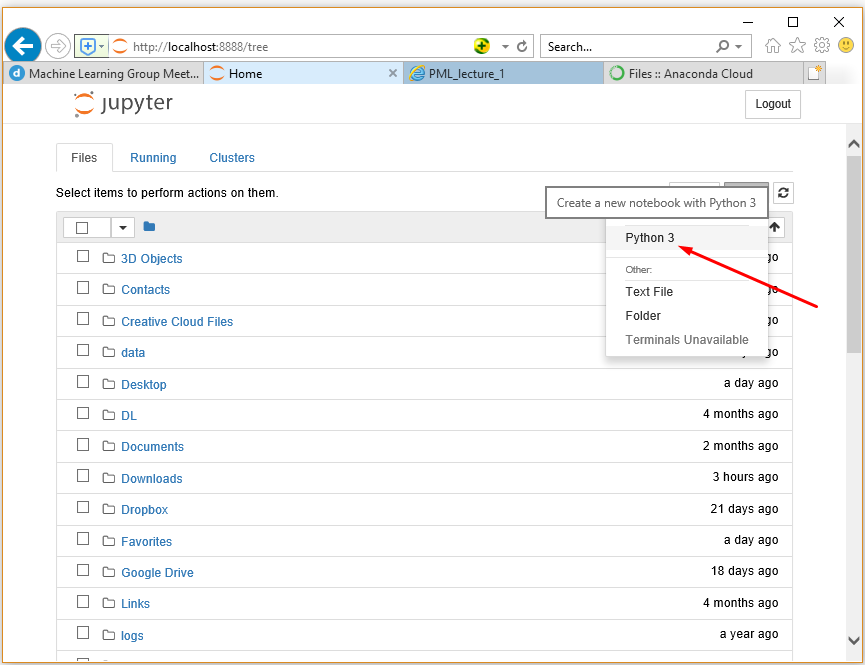 http://localhost:8888/tree
Search...
Machine Learning Group Meet...
Home
PML_lecture_1
Files :: Anaconda Cloud
jupyter
Logout
Files
Running
Clusters
Select items to perform actions on them.
Create a new notebook with Python 3
Python 3
Other:
Text File
Folder
Terminals Unavailable
3D Objects
go
Contacts
go
Creative Cloud Files
go
data
ago
Desktop
a day ago
DL
4 months ago
Documents
2 months ago
Downloads
3 hours ago
Dropbox
21 days ago
Favorites
a day ago
Google Drive
18 days ago
Links
4 months ago
logs
a year ago